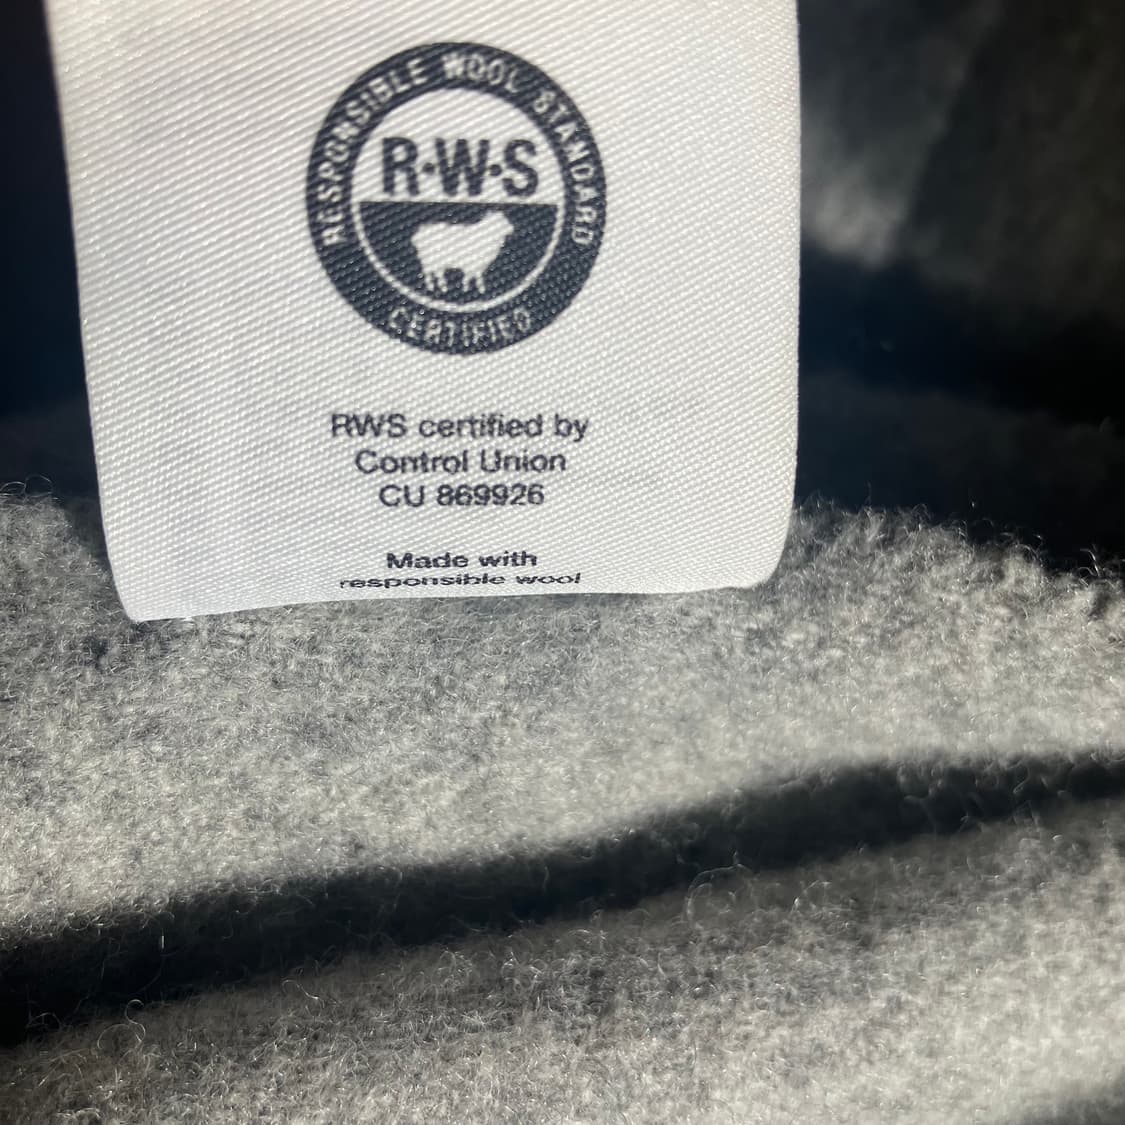 RESPONSIBLE WOOL STANDARD
R·W·S
CERTIFIED
RWS certified by
Control Union
CU 869926
Made with
responsible wool